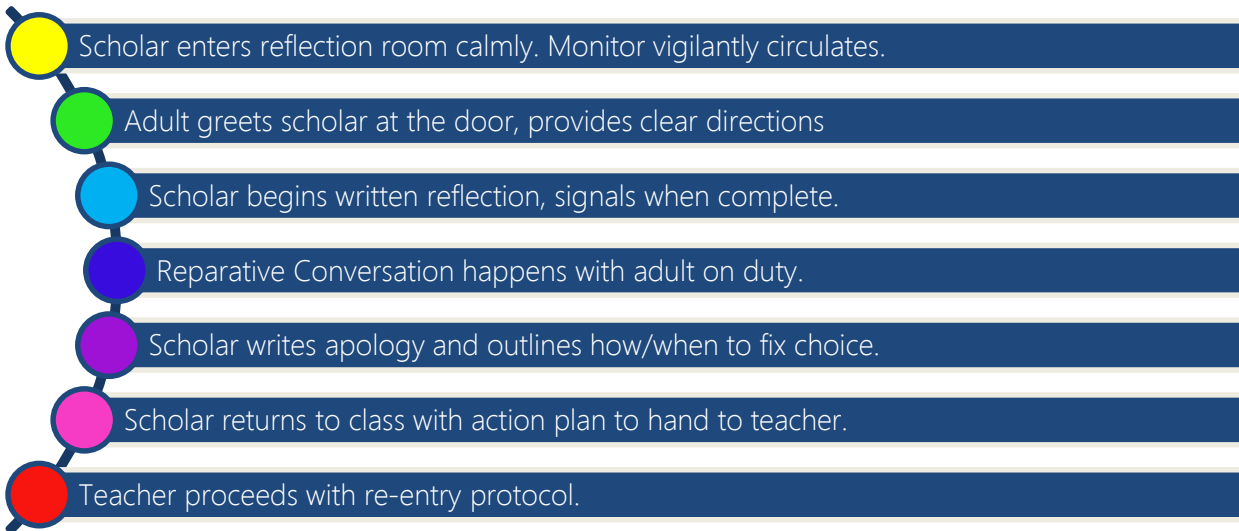 Scholar enters reflection room calmly. Monitor vigilantly circulates.
Adult greets scholar at the door, provides clear directions
Scholar begins written reflection, signals when complete.
Reparative Conversation happens with adult on duty.
Scholar writes apology and outlines how/when to fix choice.
Scholar returns to class with action plan to hand to teacher.
Teacher proceeds with re-entry protocol.